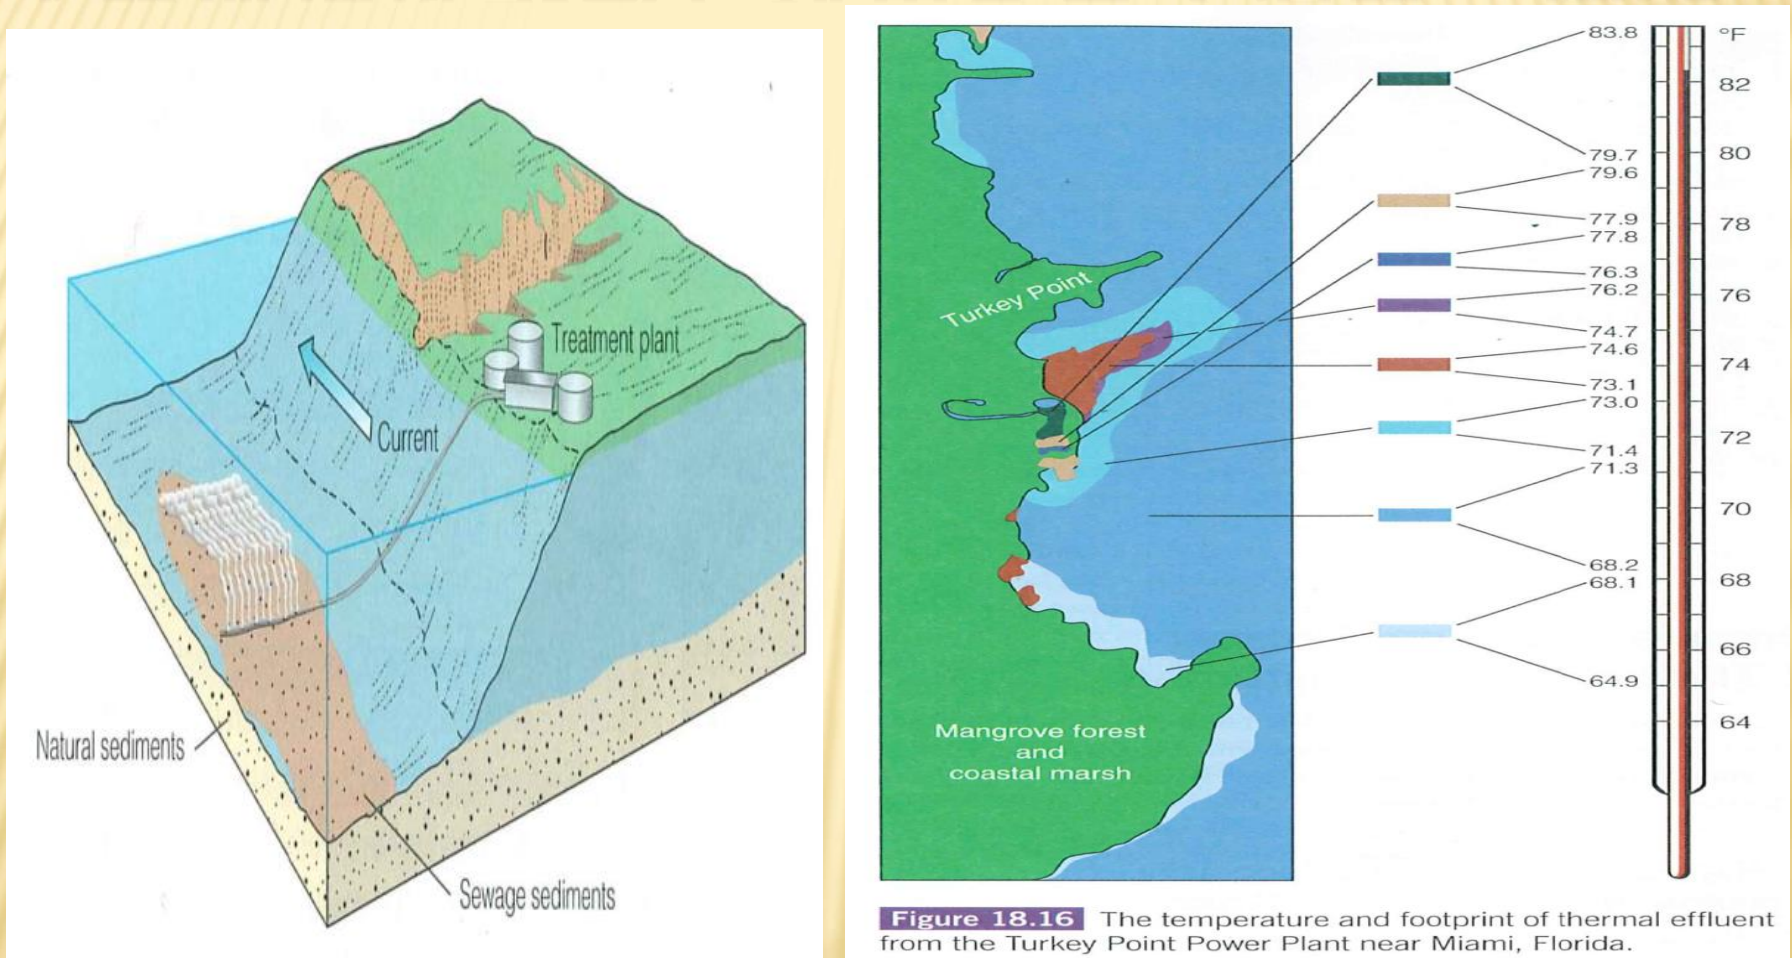 Treatment plant
Current
Natural sediments
Sewage sediments
Turkey Point
Mangrove forest
and
coastal marsh
83.8
79.7
79.6
77.9
77.8
76.3
76.2
74.7
74.6
73.1
73.0
71.4
71.3
68.2
68.1
64.9
°F
82
80
78
76
74
72
70
68
66
64
Figure 18.16 The temperature and footprint of thermal effluent
from the Turkey Point Power Plant near Miami, Florida.